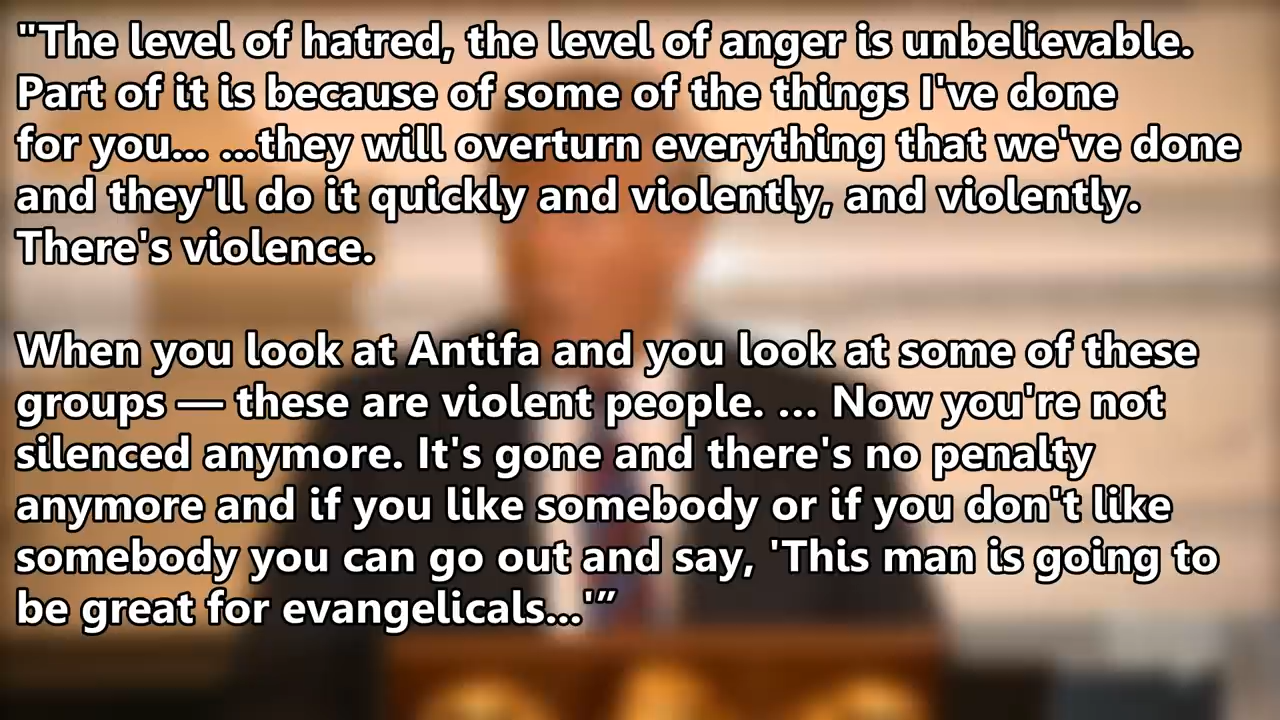 "The level of hatred, the level of anger is unbelievable.
Part of it is because of some of the things I've done
for you... ...they will overturn everything that we've done
and they'll do it quickly and violently, and violently.
There's violence.
When you look at Antifa and you look at some of these
groups — these are violent people. ... Now you're not
silenced anymore. It's gone and there's no penalty
anymore and if you like somebody or if you don't like
somebody you can go out and say, 'This man is going to
be great for evangelicals...'”